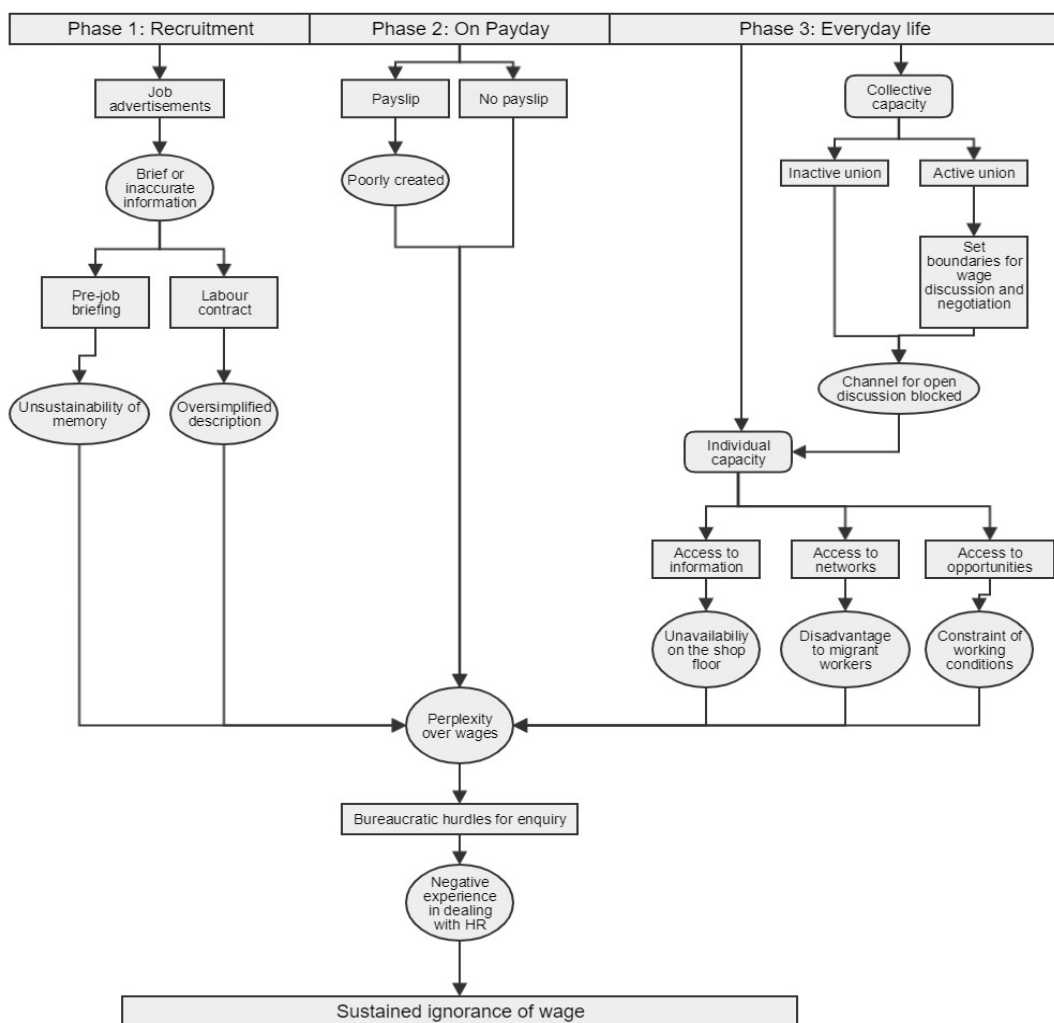 Phase 1: Recruitment
Phase 2: On Payday
Phase 3: Everyday life
Job
advertisements
Brief or
inaccurate
information
Pre-job
briefing
Labour
contract
Unsustainability of
memory
Oversimplified
description
Payslip
No payslip
Poorly created
Collective
capacity
Inactive union
Active union
Set
boundaries for
wage
discussion and
negotiation
Channel for open
discussion blocked
Individual
capacity
Access to
information
Access to
networks
Access to
opportunities
Unavailabiliy
on the shop
floor
Disadvantage
to migrant
workers
Constraint of
working
conditions
Perplexity
over wages
Bureaucratic hurdles for enquiry
Negative
experience
in dealing
with HR
Sustained ignorance of wage